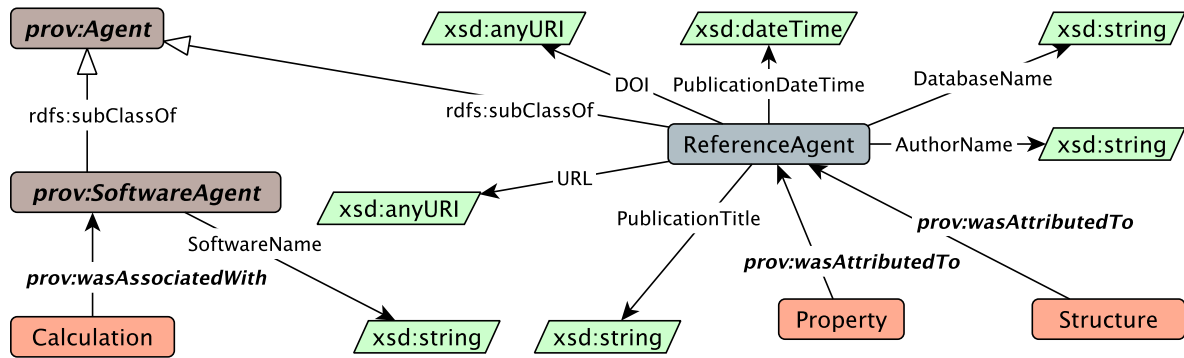 prov:Agent
xsd:anyURI
xsd:dateTime
xsd:string
DOI
PublicationDateTime
DatabaseName
rdfs:subClassOf
rdfs:subClassOf
ReferenceAgent
AuthorName
xsd:string
prov:SoftwareAgent
URL
xsd:anyURI
PublicationTitle
prov:wasAttributedTo
SoftwareName
prov:wasAttributedTo
prov:wasAssociatedWith
Calculation
xsd:string
xsd:string
Property
Structure